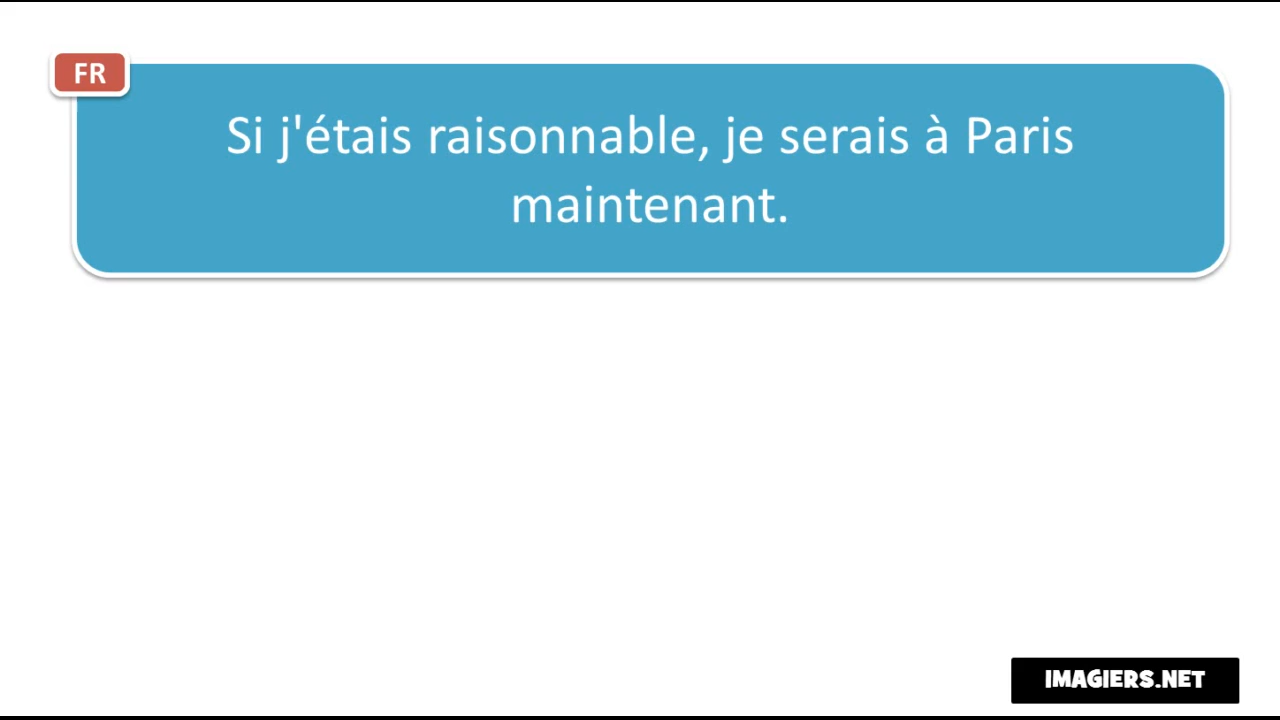 FR
Si j'étais raisonnable, je serais à Paris
maintenant.
IMAGIERS.NET